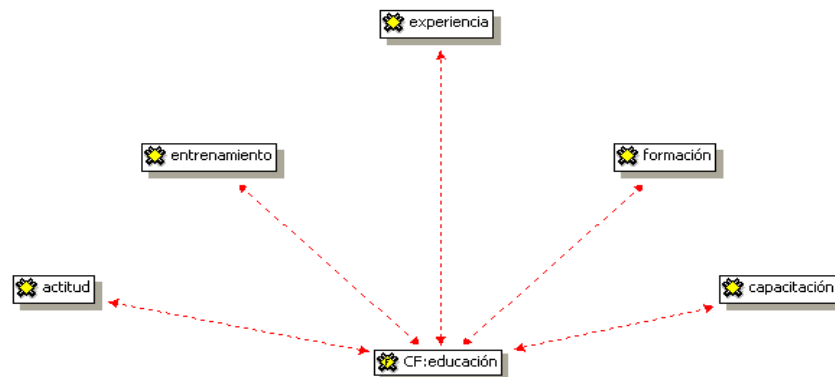 experiencia
entrenamiento
formación
actitud
capacitación
CF:educación